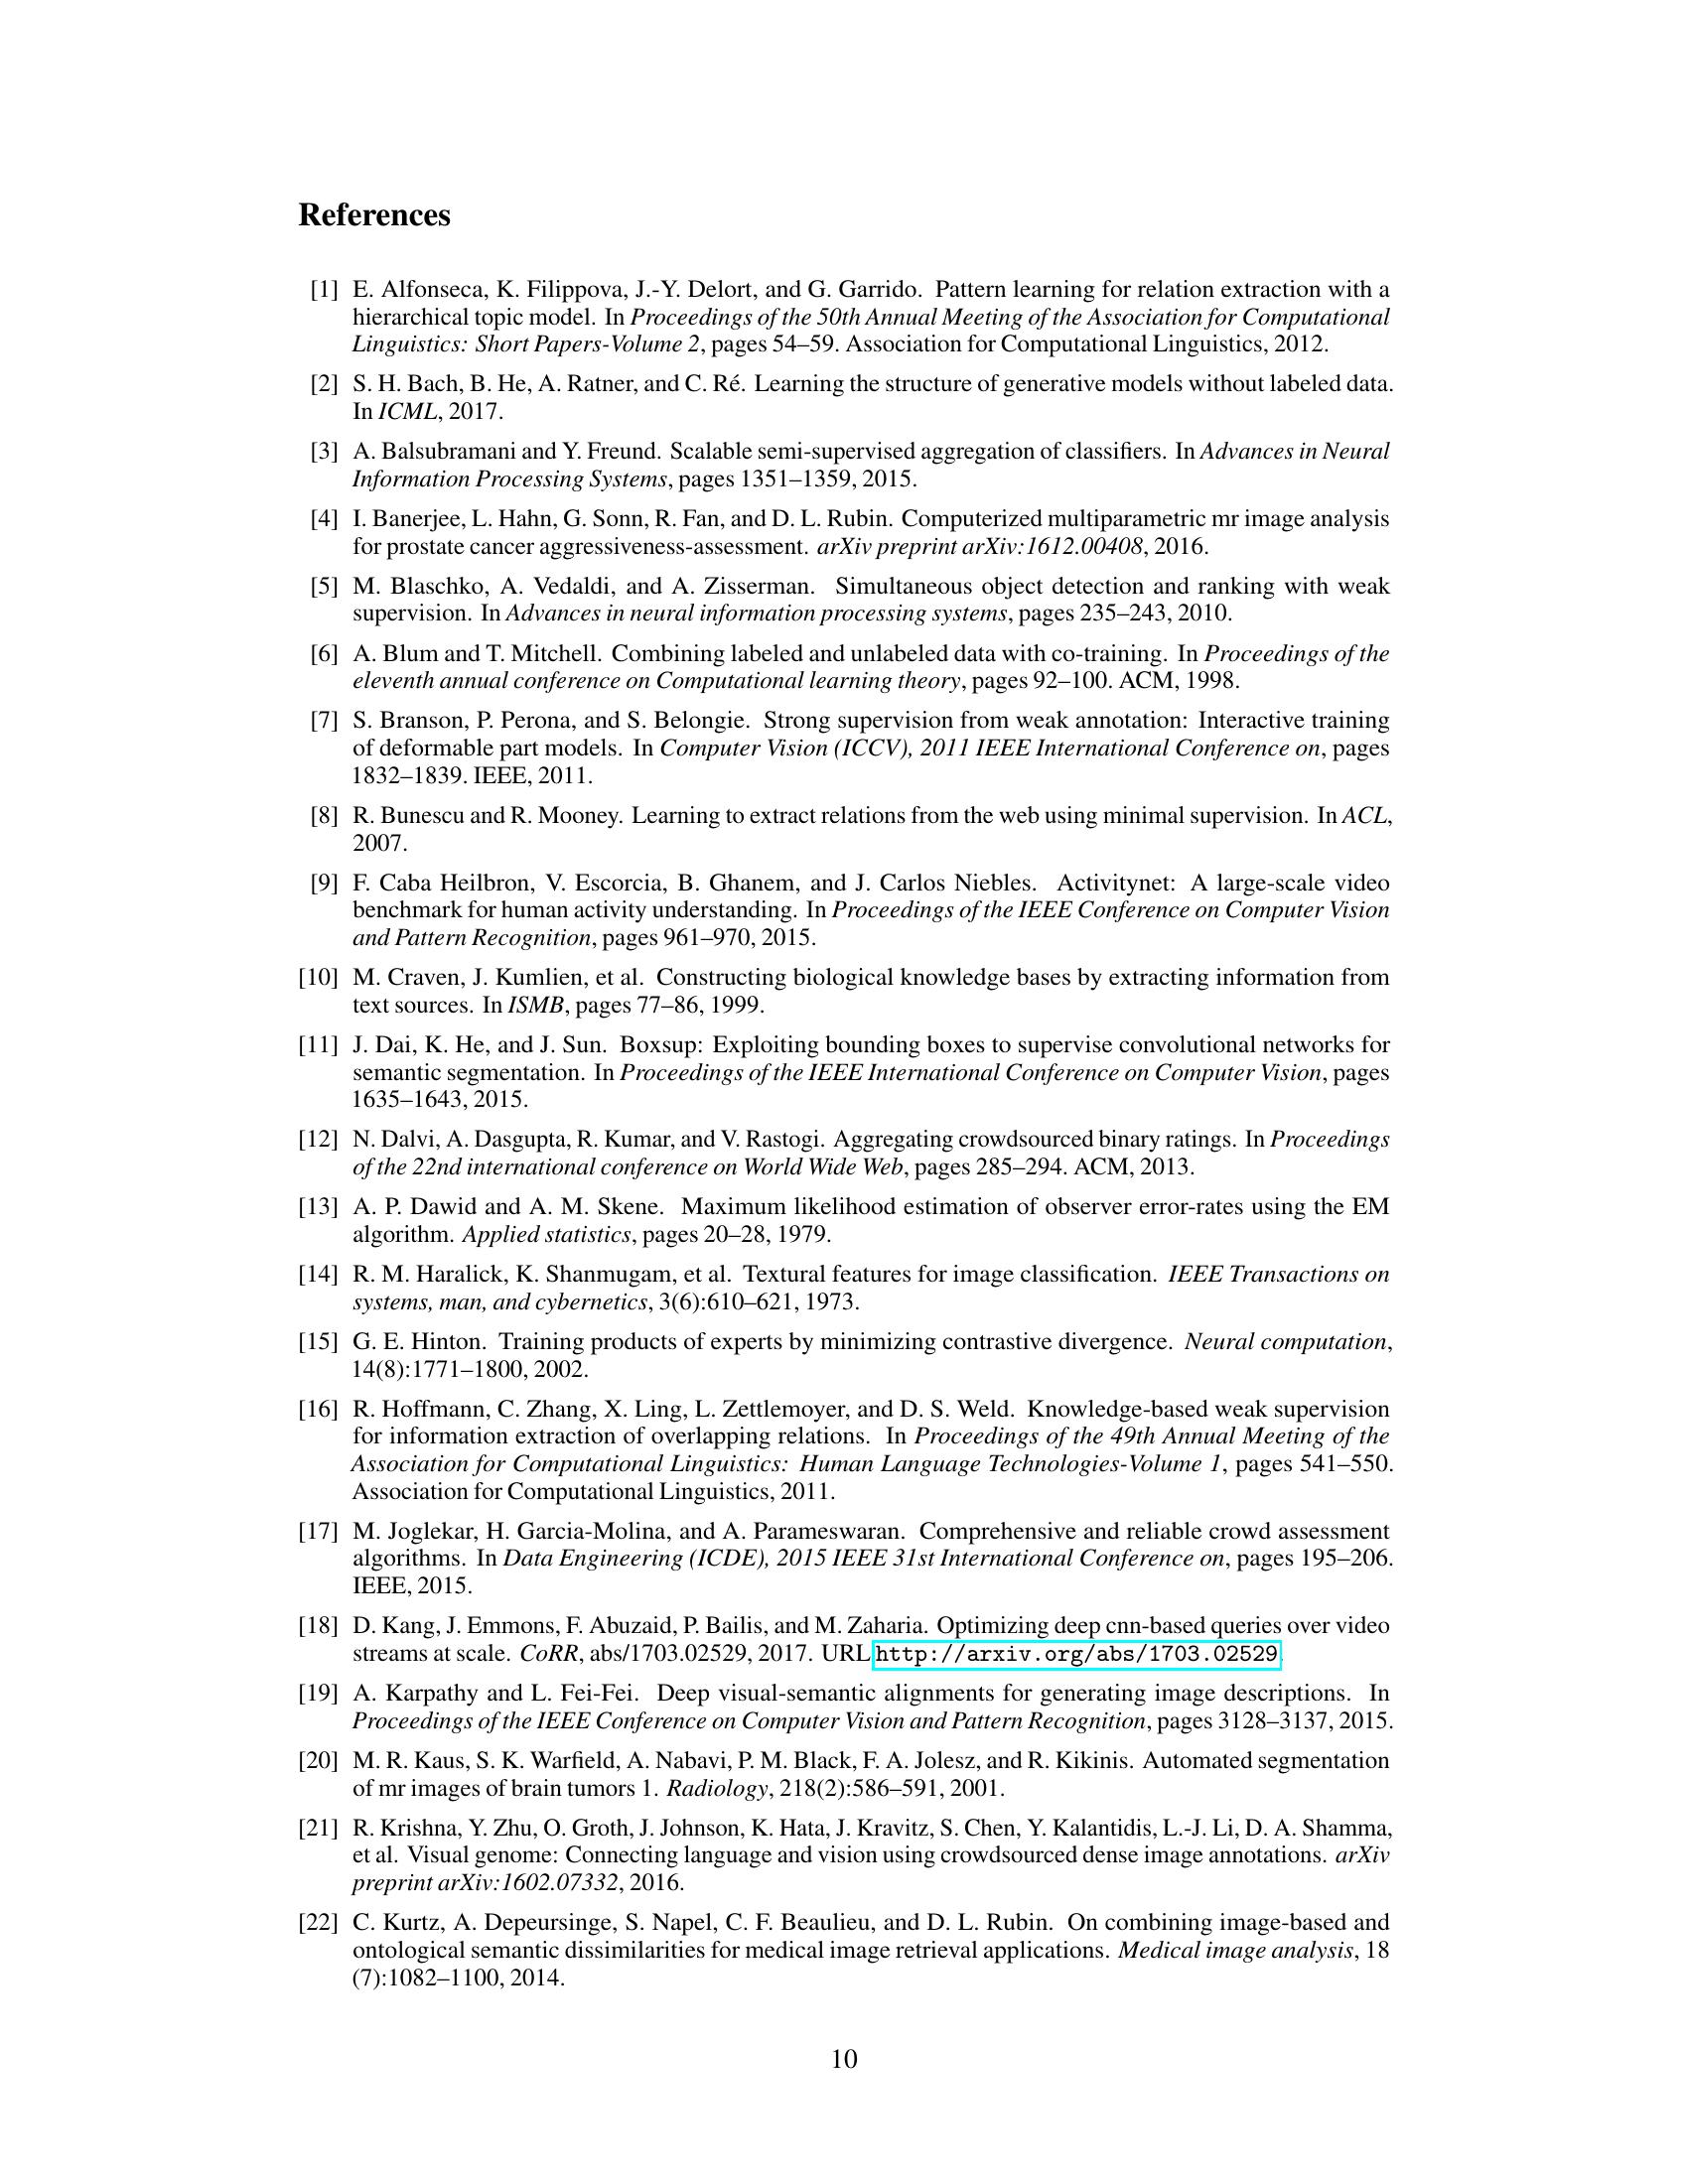 References
[1] E. Alfonseca, K. Filippova, J.-Y. Delort, and G. Garrido. Pattern learning for relation extraction with a
hierarchical topic model. In Proceedings of the 50th Annual Meeting of the Association for Computational
Linguistics: Short Papers-Volume 2, pages 54–59. Association for Computational Linguistics, 2012.
[2] S. H. Bach, B. He, A. Ratner, and C. Ré. Learning the structure of generative models without labeled data.
In ICML, 2017.
[3] A. Balsubramani and Y. Freund. Scalable semi-supervised aggregation of classifiers. In Advances in Neural
Information Processing Systems, pages 1351–1359, 2015.
[4] I. Banerjee, L. Hahn, G. Sonn, R. Fan, and D. L. Rubin. Computerized multiparametric mr image analysis
for prostate cancer aggressiveness-assessment. arXiv preprint arXiv:1612.00408, 2016.
[5] M. Blaschko, A. Vedaldi, and A. Zisserman. Simultaneous object detection and ranking with weak
supervision. In Advances in neural information processing systems, pages 235–243, 2010.
[6] A. Blum and T. Mitchell. Combining labeled and unlabeled data with co-training. In Proceedings of the
eleventh annual conference on Computational learning theory, pages 92–100. ACM, 1998.
[7] S. Branson, P. Perona, and S. Belongie. Strong supervision from weak annotation: Interactive training
of deformable part models. In Computer Vision (ICCV), 2011 IEEE International Conference on, pages
1832–1839. IEEE, 2011.
[8] R. Bunescu and R. Mooney. Learning to extract relations from the web using minimal supervision. In ACL,
2007.
[9] F. Caba Heilbron, V. Escorcia, B. Ghanem, and J. Carlos Niebles. Activitynet: A large-scale video
benchmark for human activity understanding. In Proceedings of the IEEE Conference on Computer Vision
and Pattern Recognition, pages 961–970, 2015.
[10] M. Craven, J. Kumlien, et al. Constructing biological knowledge bases by extracting information from
text sources. In ISMB, pages 77–86, 1999.
[11] J. Dai, K. He, and J. Sun. Boxsup: Exploiting bounding boxes to supervise convolutional networks for
semantic segmentation. In Proceedings of the IEEE International Conference on Computer Vision, pages
1635–1643, 2015.
[12] N. Dalvi, A. Dasgupta, R. Kumar, and V. Rastogi. Aggregating crowdsourced binary ratings. In Proceedings
of the 22nd international conference on World Wide Web, pages 285–294. ACM, 2013.
[13] A. P. Dawid and A. M. Skene. Maximum likelihood estimation of observer error-rates using the EM
algorithm. Applied statistics, pages 20–28, 1979.
[14] R. M. Haralick, K. Shanmugam, et al. Textural features for image classification. IEEE Transactions on
systems, man, and cybernetics, 3(6):610–621, 1973.
[15] G. E. Hinton. Training products of experts by minimizing contrastive divergence. Neural computation,
14(8):1771–1800, 2002.
[16] R. Hoffmann, C. Zhang, X. Ling, L. Zettlemoyer, and D. S. Weld. Knowledge-based weak supervision
for information extraction of overlapping relations. In Proceedings of the 49th Annual Meeting of the
Association for Computational Linguistics: Human Language Technologies-Volume 1, pages 541–550.
Association for Computational Linguistics, 2011.
[17] M. Joglekar, H. Garcia-Molina, and A. Parameswaran. Comprehensive and reliable crowd assessment
algorithms. In Data Engineering (ICDE), 2015 IEEE 31st International Conference on, pages 195–206.
IEEE, 2015.
[18] D. Kang, J. Emmons, F. Abuzaid, P. Bailis, and M. Zaharia. Optimizing deep cnn-based queries over video
streams at scale. CoRR, abs/1703.02529, 2017. URL http://arxiv.org/abs/1703.02529.
[19] A. Karpathy and L. Fei-Fei. Deep visual-semantic alignments for generating image descriptions. In
Proceedings of the IEEE Conference on Computer Vision and Pattern Recognition, pages 3128–3137, 2015.
[20] M. R. Kaus, S. K. Warfield, A. Nabavi, P. M. Black, F. A. Jolesz, and R. Kikinis. Automated segmentation
of mr images of brain tumors 1. Radiology, 218(2):586–591, 2001.
[21] R. Krishna, Y. Zhu, O. Groth, J. Johnson, K. Hata, J. Kravitz, S. Chen, Y. Kalantidis, L.-J. Li, D. A. Shamma,
et al. Visual genome: Connecting language and vision using crowdsourced dense image annotations. arXiv
preprint arXiv:1602.07332, 2016.
[22] C. Kurtz, A. Depeursinge, S. Napel, C. F. Beaulieu, and D. L. Rubin. On combining image-based and
ontological semantic dissimilarities for medical image retrieval applications. Medical image analysis, 18
(7):1082–1100, 2014.
10